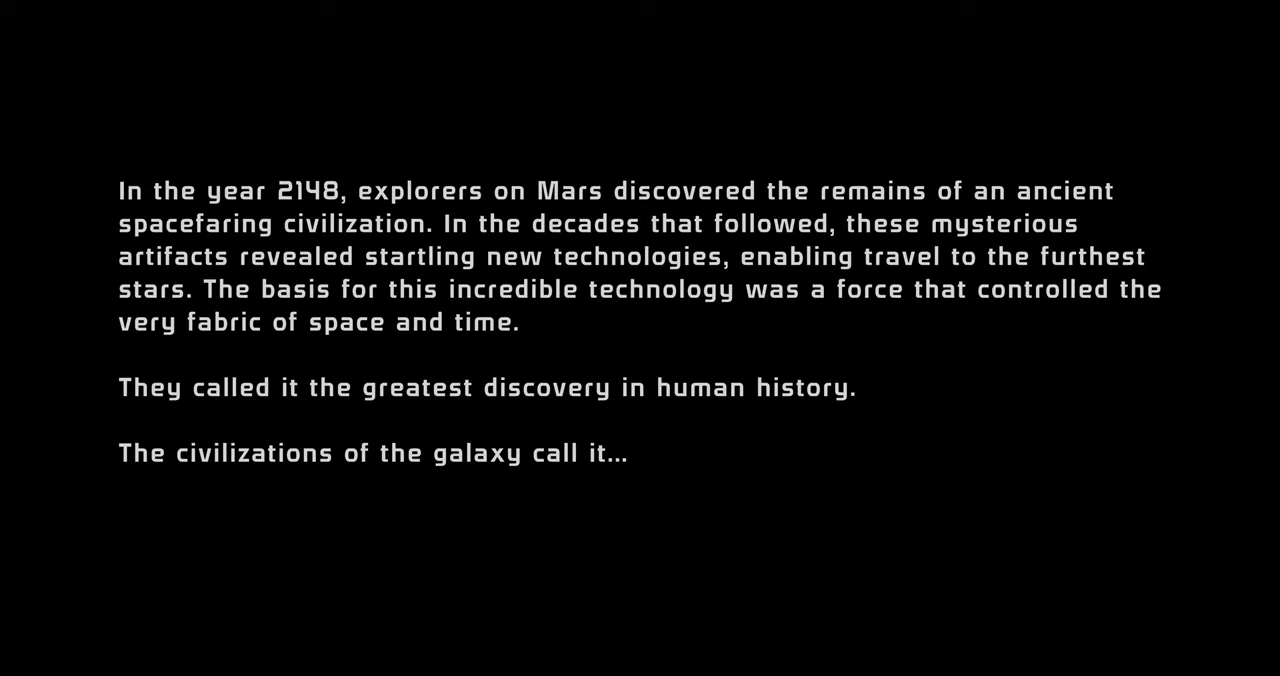 In the year 2148, explorers on Mars discovered the remains of an ancient
spacefaring civilization. In the decades that followed, these mysterious
artifacts revealed startling new technologies, enabling travel to the furthest
stars. The basis for this incredible technology was a force that controlled the
very fabric of space and time.
They called it the greatest discovery in human history.
The civilizations of the galaxy call it...